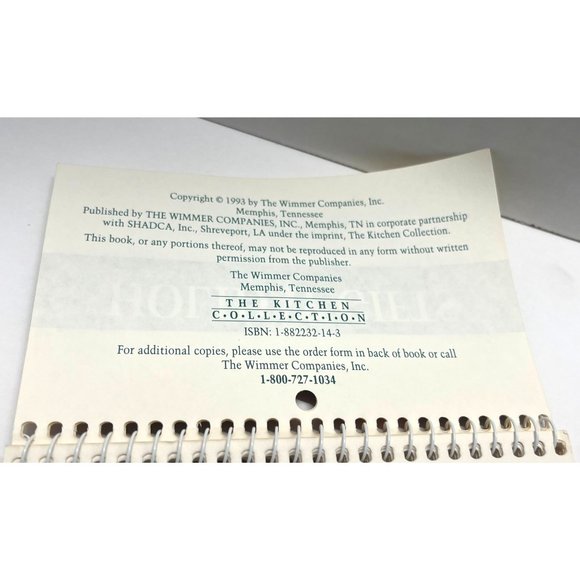 Copyright © 1993 by The Wimmer Companies, Inc.
Memphis, Tennessee
Published by THE WIMMER COMPANIES, INC., Memphis, TN in corporate partnership
with SHADCA, Inc., Shreveport, LA under the imprint, The Kitchen Collection.
This book, or any portions thereof, may not be reproduced in any form without written
permission from the publisher.
The Wimmer Companies
Memphis, Tennessee
THE KITCHEN
C•O•L•L•E•C•T•I•O•N
ISBN: 1-882232-14-3
For additional copies, please use the order form in back of book or call
The Wimmer Companies, Inc.
1-800-727-1034